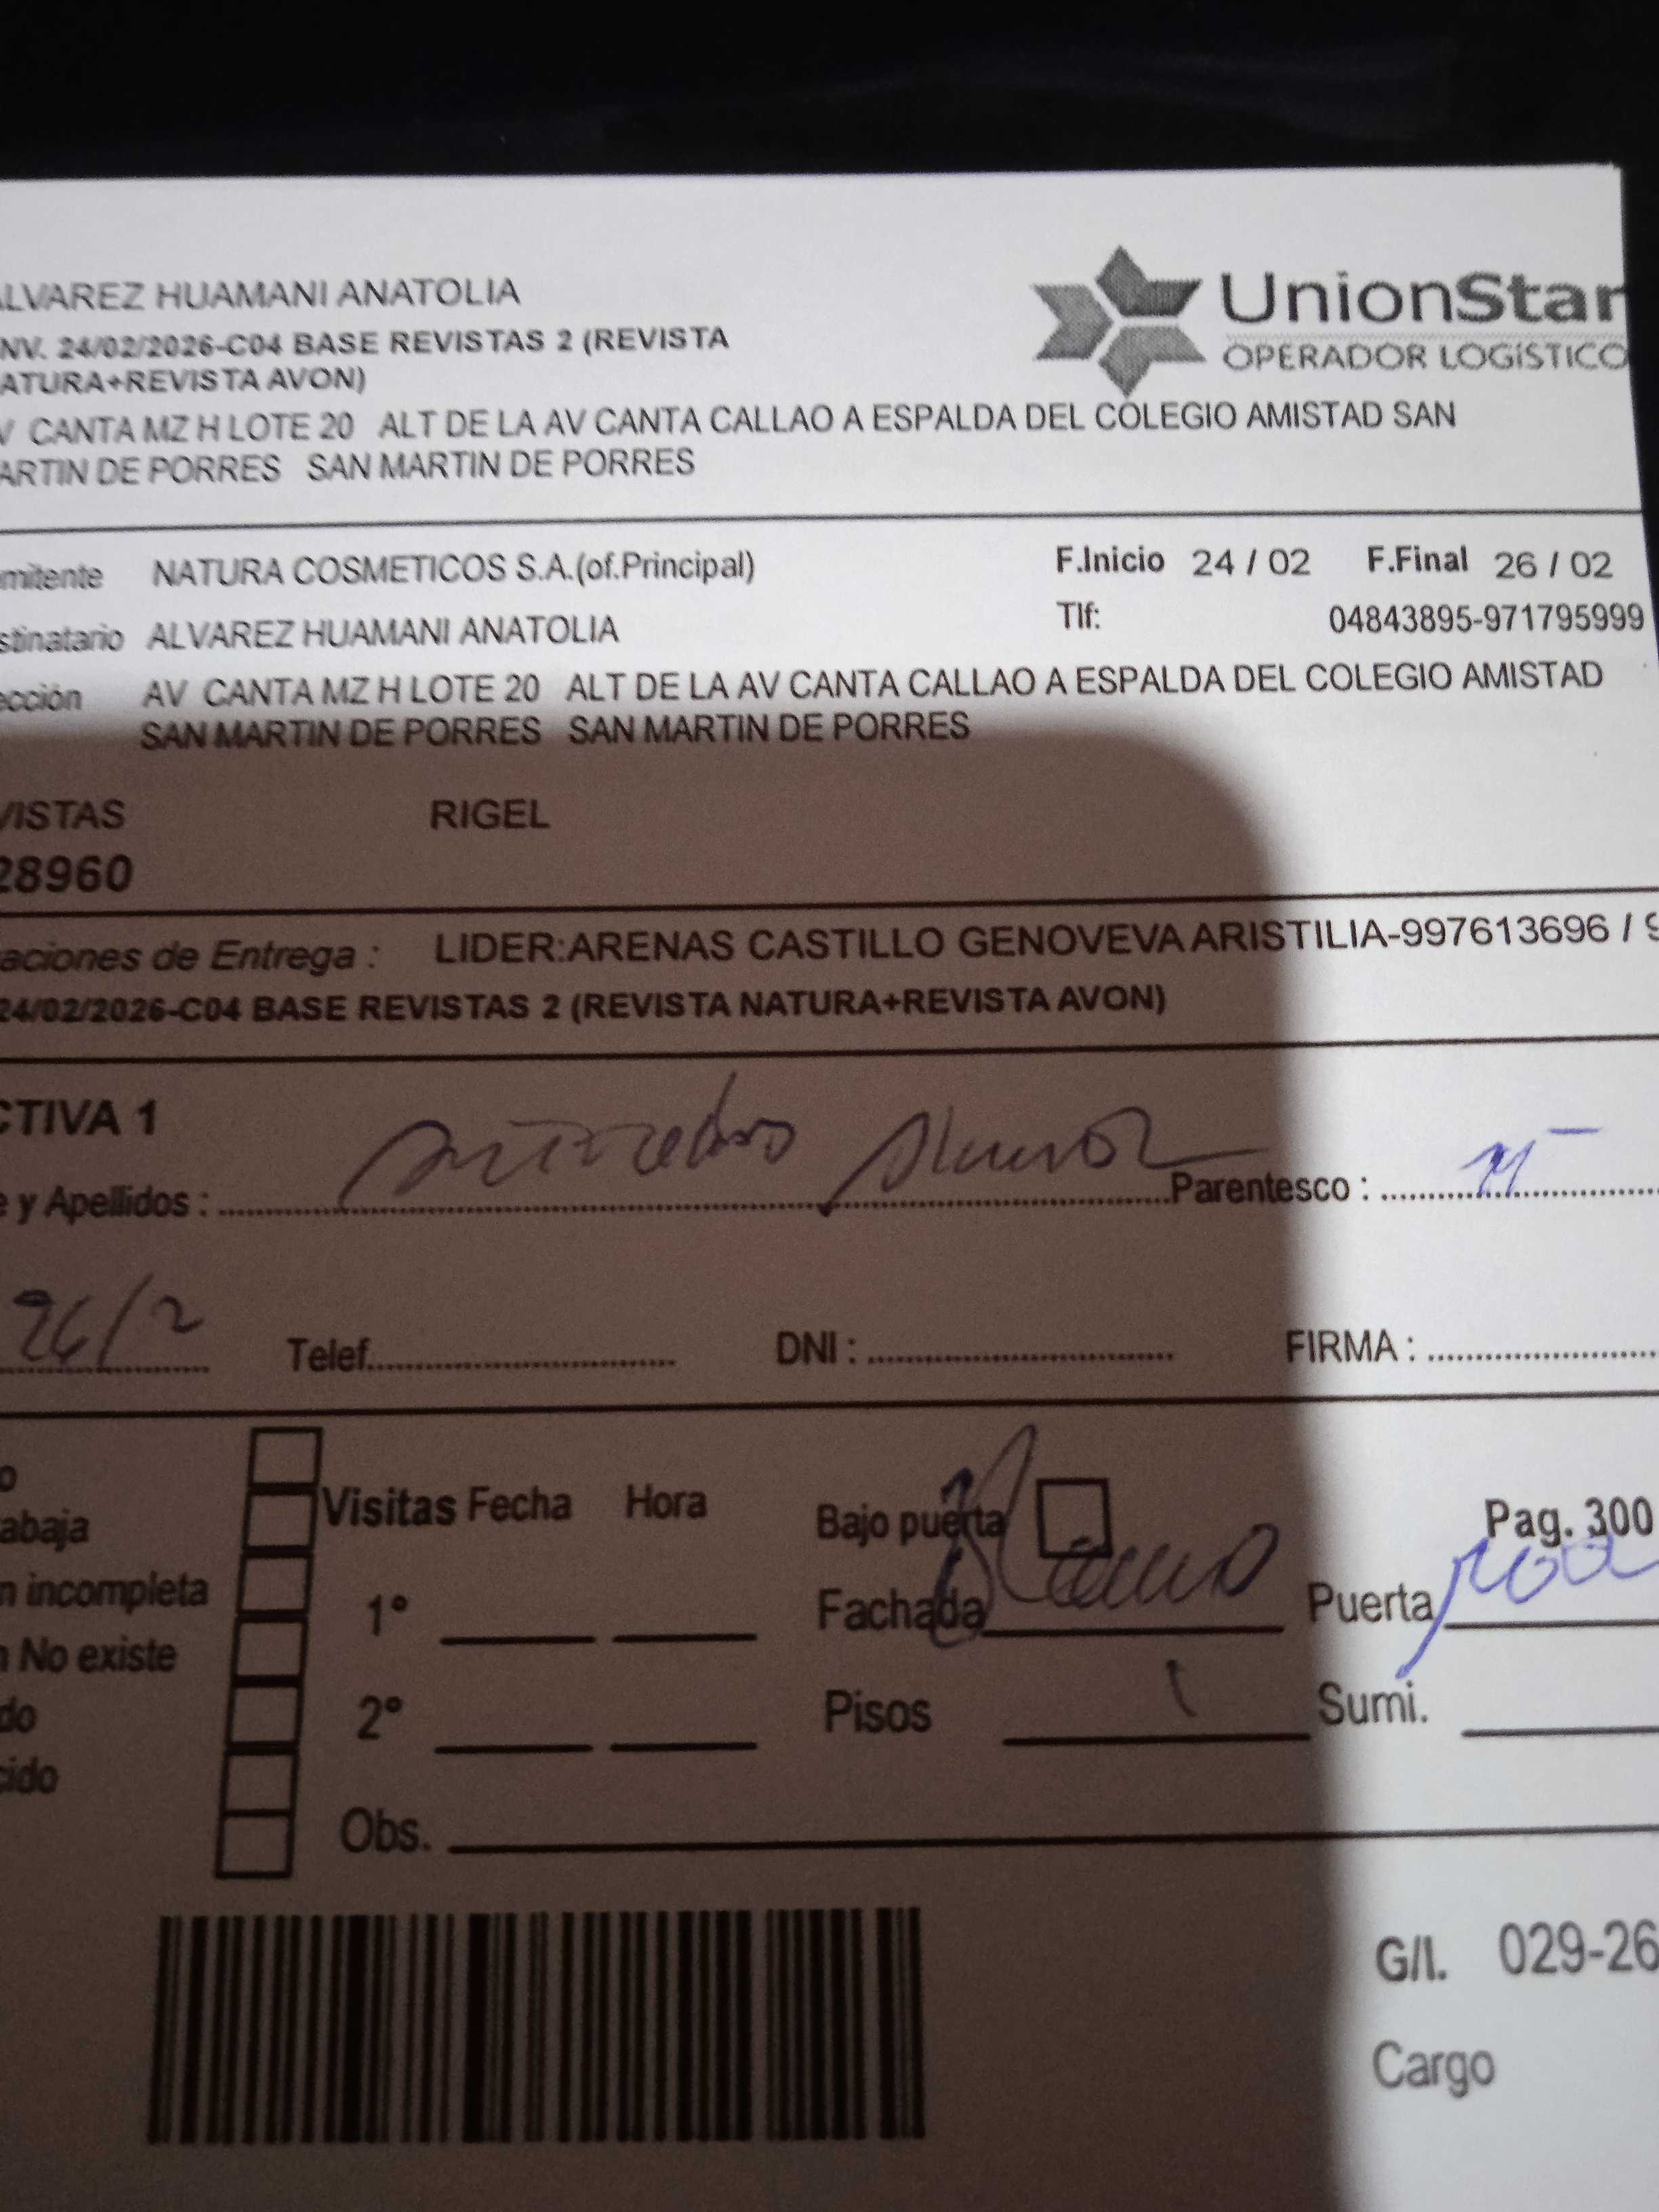 ALVAREZ HUAMANI ANATOLIA
UnionStar
OPERADOR LOGÍSTICO
NV. 24/02/2026-C04 BASE REVISTAS 2 (REVISTA
ATURA+REVISTA AVON)
V CANTA MZ H LOTE 20 ALT DE LA AV CANTA CALLAO A ESPALDA DEL COLEGIO AMISTAD SAN
ARTIN DE PORRES SAN MARTIN DE PORRES
mitente NATURA COSMETICOS S.A.(of.Principal) F.Inicio 24 / 02 F.Final 26 / 02
stinatario ALVAREZ HUAMANI ANATOLIA Tlf: 04843895-971795999
ección AV CANTA MZ H LOTE 20 ALT DE LA AV CANTA CALLAO A ESPALDA DEL COLEGIO AMISTAD
SAN MARTIN DE PORRES SAN MARTIN DE PORRES
VISTAS RIGEL
28960
aciones de Entrega : LIDER:ARENAS CASTILLO GENOVEVA ARISTILIA-997613696 / 9
24/02/2026-C04 BASE REVISTAS 2 (REVISTA NATURA+REVISTA AVON)
CTIVA 1
e y Apellidos : Parentesco :
26/2 Telef. DNI : FIRMA :
o
abaja
n incompleta
n No existe
do
cido
Visitas Fecha Hora
1°
2°
Obs.
Bajo puerta Pag. 300
Fachada Puerta
Pisos 1 Sumi.
G/I. 029-26
Cargo